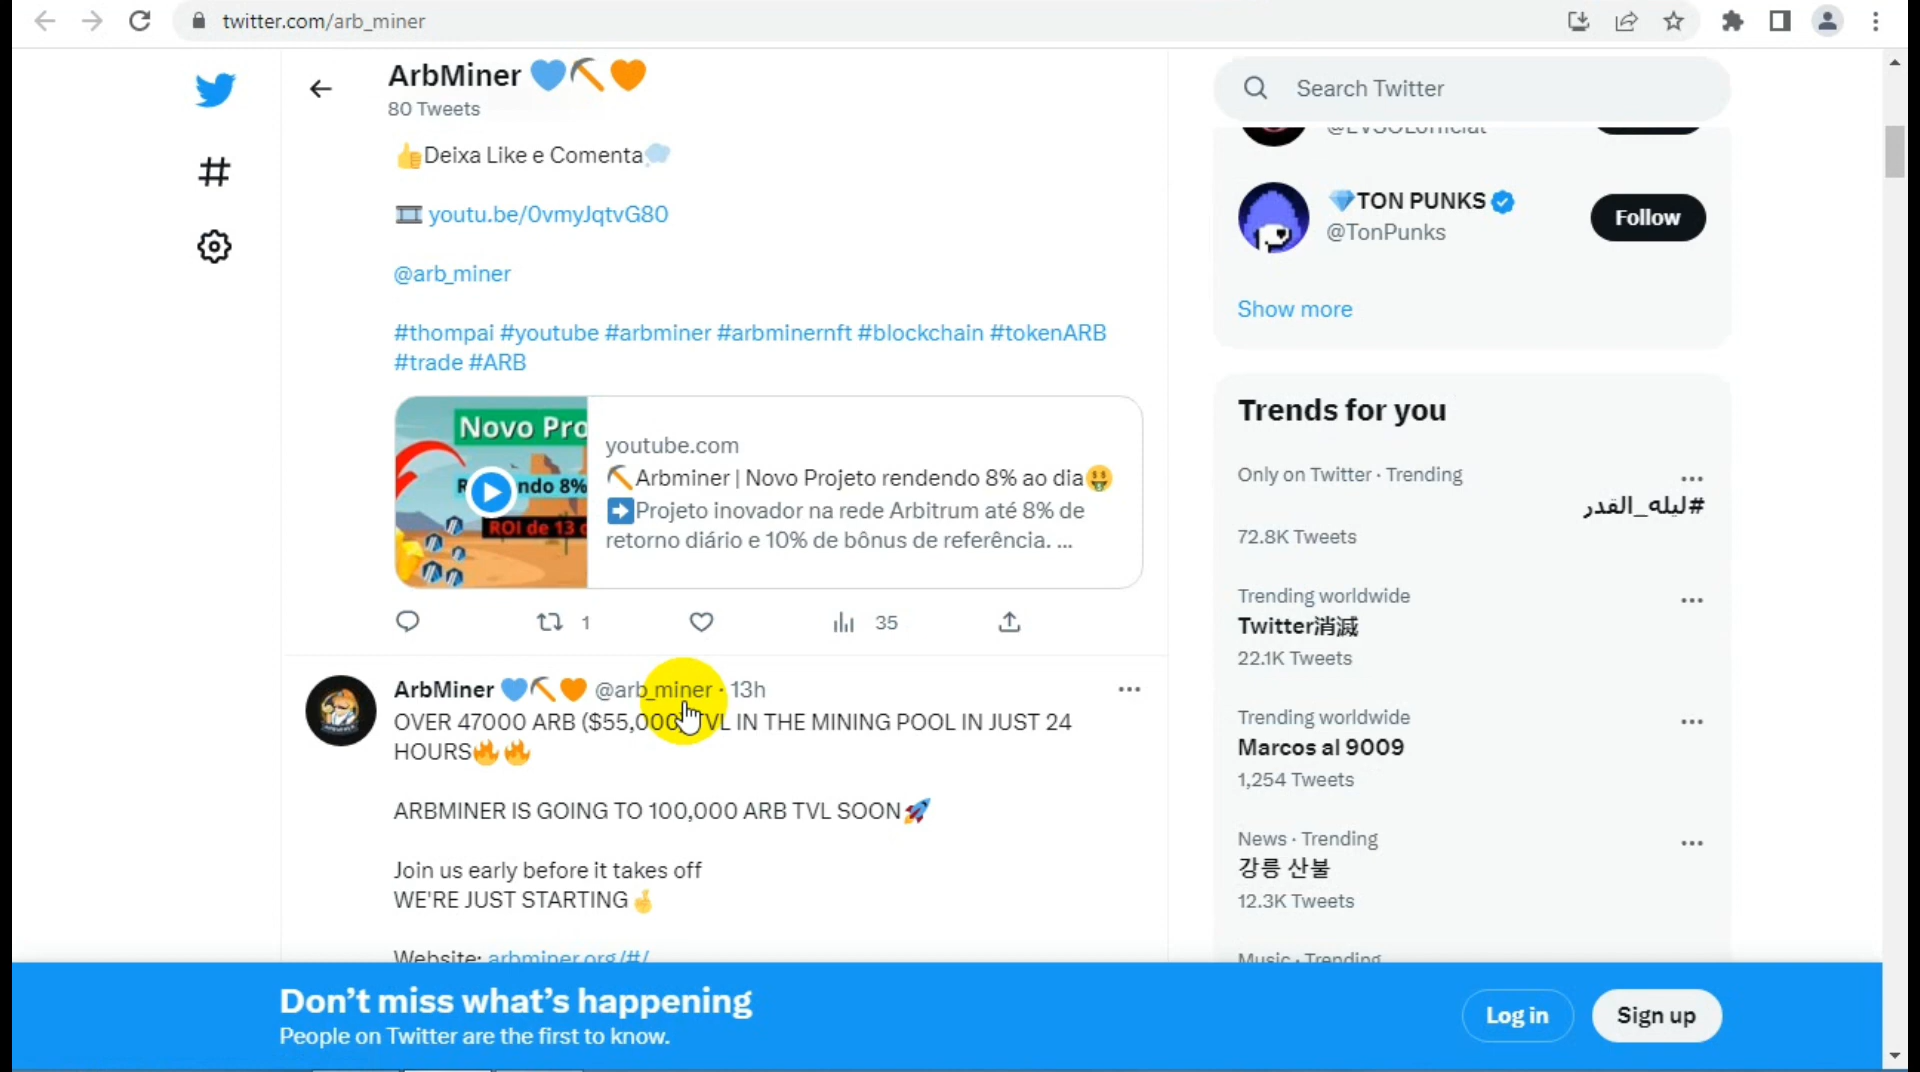 twitter.com/arb_miner
ArbMiner 💙⛏🧡
80 Tweets
👍Deixa Like e Comenta💭
🎞 youtu.be/0vmyJqtvG80
@arb_miner
#thompai #youtube #arbminer #arbminernft #blockchain #tokenARB
#trade #ARB
Novo Pro
ndo 8%
ROI de 13
youtube.com
⛏Arbminer | Novo Projeto rendendo 8% ao dia🤑
➡Projeto inovador na rede Arbitrum até 8% de
retorno diário e 10% de bônus de referência. ...
1
35
ArbMiner 💙⛏🧡 @arb_miner · 13h
OVER 47000 ARB ($55,000) TVL IN THE MINING POOL IN JUST 24
HOURS🔥🔥
ARBMINER IS GOING TO 100,000 ARB TVL SOON🚀
Join us early before it takes off
WE'RE JUST STARTING🤞
Website: arbminer.org/#/
Search Twitter
@EVSOLofficial
💎TON PUNKS
@TonPunks
Follow
Show more
Trends for you
Only on Twitter · Trending
#ليله_القدر
72.8K Tweets
Trending worldwide
Twitter消滅
22.1K Tweets
Trending worldwide
Marcos al 9009
1,254 Tweets
News · Trending
강릉 산불
12.3K Tweets
Music · Trending
Don't miss what's happening
People on Twitter are the first to know.
Log in
Sign up